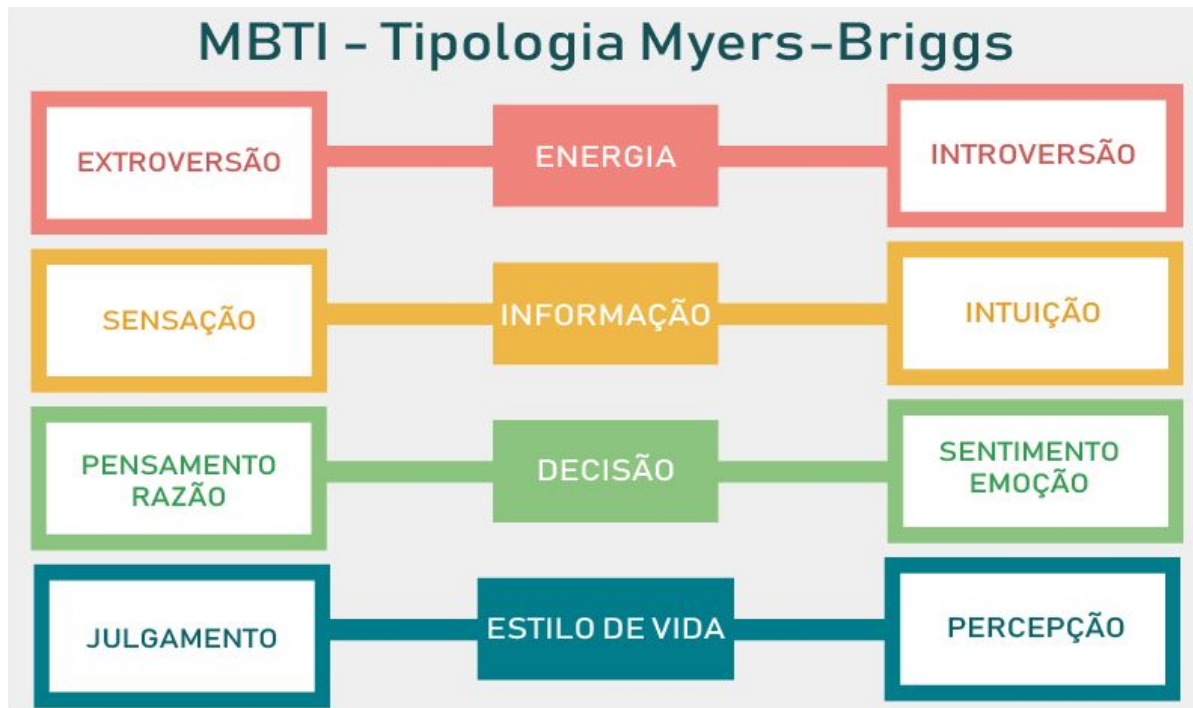 MBTI - Tipologia Myers-Briggs
EXTROVERSÃO
ENERGIA
INTROVERSÃO
SENSAÇÃO
INFORMAÇÃO
INTUIÇÃO
PENSAMENTO
RAZÃO
DECISÃO
SENTIMENTO
EMOÇÃO
JULGAMENTO
ESTILO DE VIDA
PERCEPÇÃO